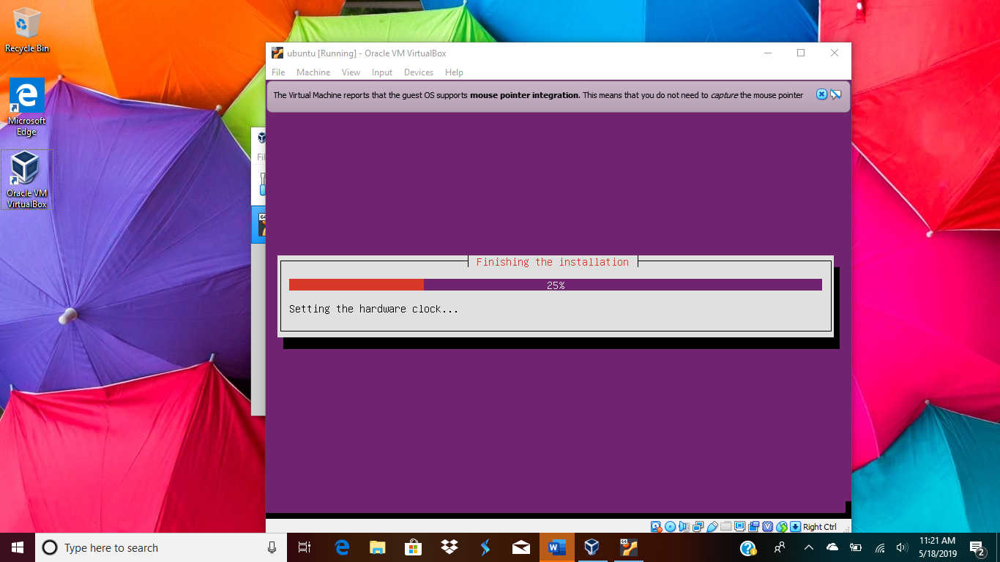 Recycle Bin
Microsoft
Edge
Oracle VM
VirtualBox
ubuntu [Running] - Oracle VM VirtualBox
File Machine View Input Devices Help
The Virtual Machine reports that the guest OS supports mouse pointer integration. This means that you do not need to capture the mouse pointer
Fil
64
Finishing the installation
25%
Setting the hardware clock...
Right Ctrl
Type here to search
11:21 AM
5/18/2019
2